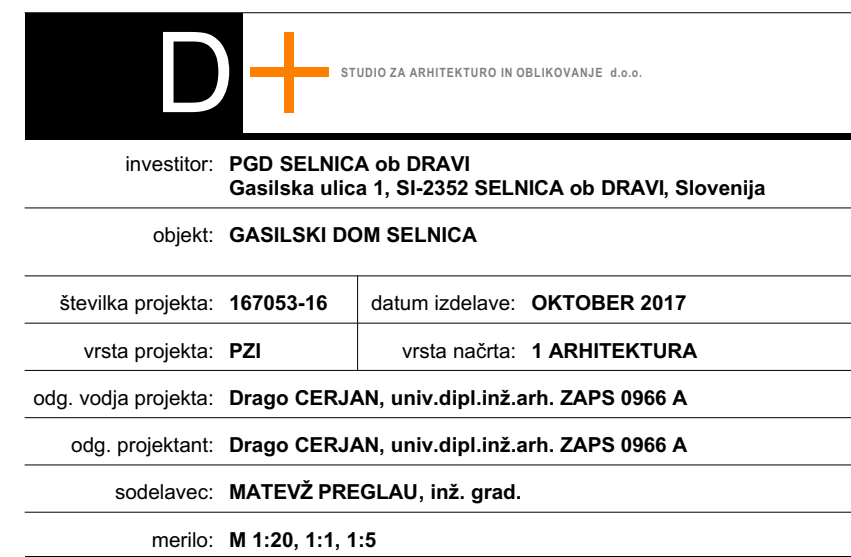 D+ STUDIO ZA ARHITEKTURO IN OBLIKOVANJE d.o.o.
investitor: PGD SELNICA ob DRAVI
Gasilska ulica 1, SI-2352 SELNICA ob DRAVI, Slovenija
objekt: GASILSKI DOM SELNICA
številka projekta: 167053-16 datum izdelave: OKTOBER 2017
vrsta projekta: PZI vrsta načrta: 1 ARHITEKTURA
odg. vodja projekta: Drago CERJAN, univ.dipl.inž.arh. ZAPS 0966 A
odg. projektant: Drago CERJAN, univ.dipl.inž.arh. ZAPS 0966 A
sodelavec: MATEVŽ PREGLAU, inž. grad.
merilo: M 1:20, 1:1, 1:5